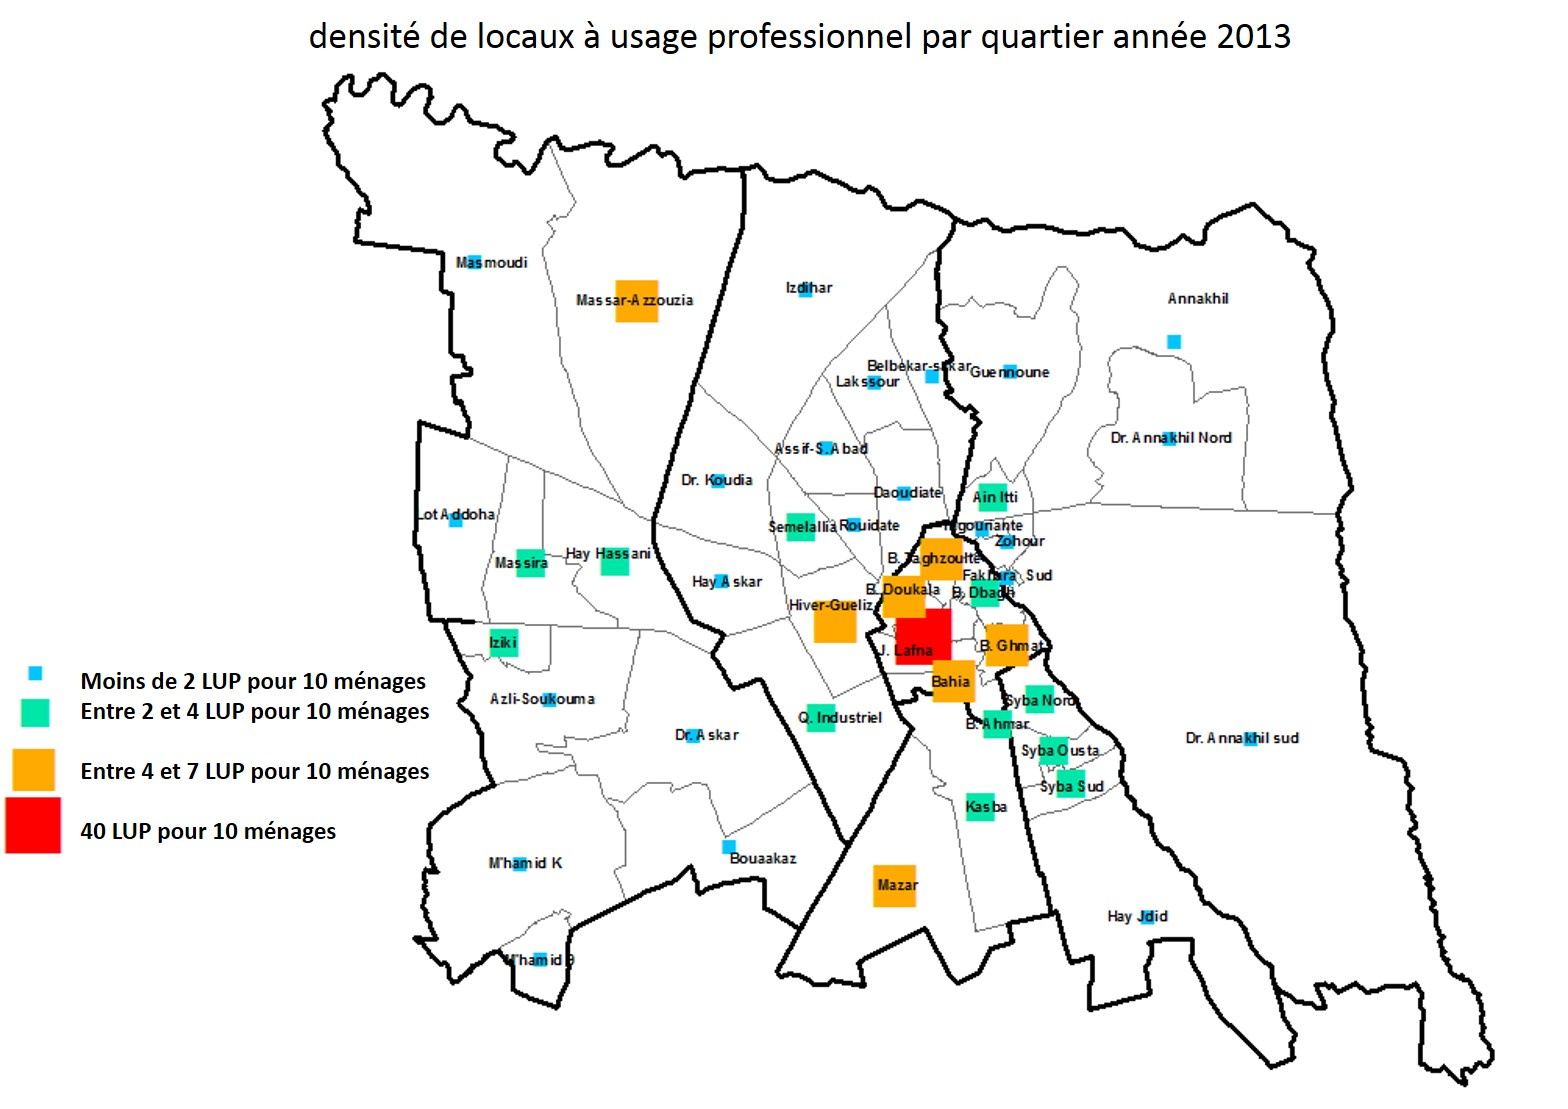 densité de locaux à usage professionnel par quartier année 2013
Masmoudi
Massar-Azzouzia
Izdihar
Annakhil
Belbekar-sakar
Lakssour
Guennoune
Dr. Annakhil Nord
Assif-S.Abad
Dr. Koudia
Daoudiate
Ain Itti
Lot Addoha
Semelallia
Rouidate
Zohour
Massira
Hay Hassani
B. Taghzoulte
Hay Askar
Fakhara Sud
B. Doukala
B. Dbagh
Hiver-Gueliz
Iziki
J. Lafna
B. Ghmat
Bahia
Azli-Soukouma
Syba Nord
Q. Industriel
B. Ahmar
Dr. Askar
Dr. Annakhil sud
Syba Ousta
Syba Sud
Kasba
Bouaakaz
M'hamid K
Mazar
Hay Jdid
M'hamid 9
Moins de 2 LUP pour 10 ménages
Entre 2 et 4 LUP pour 10 ménages
Entre 4 et 7 LUP pour 10 ménages
40 LUP pour 10 ménages